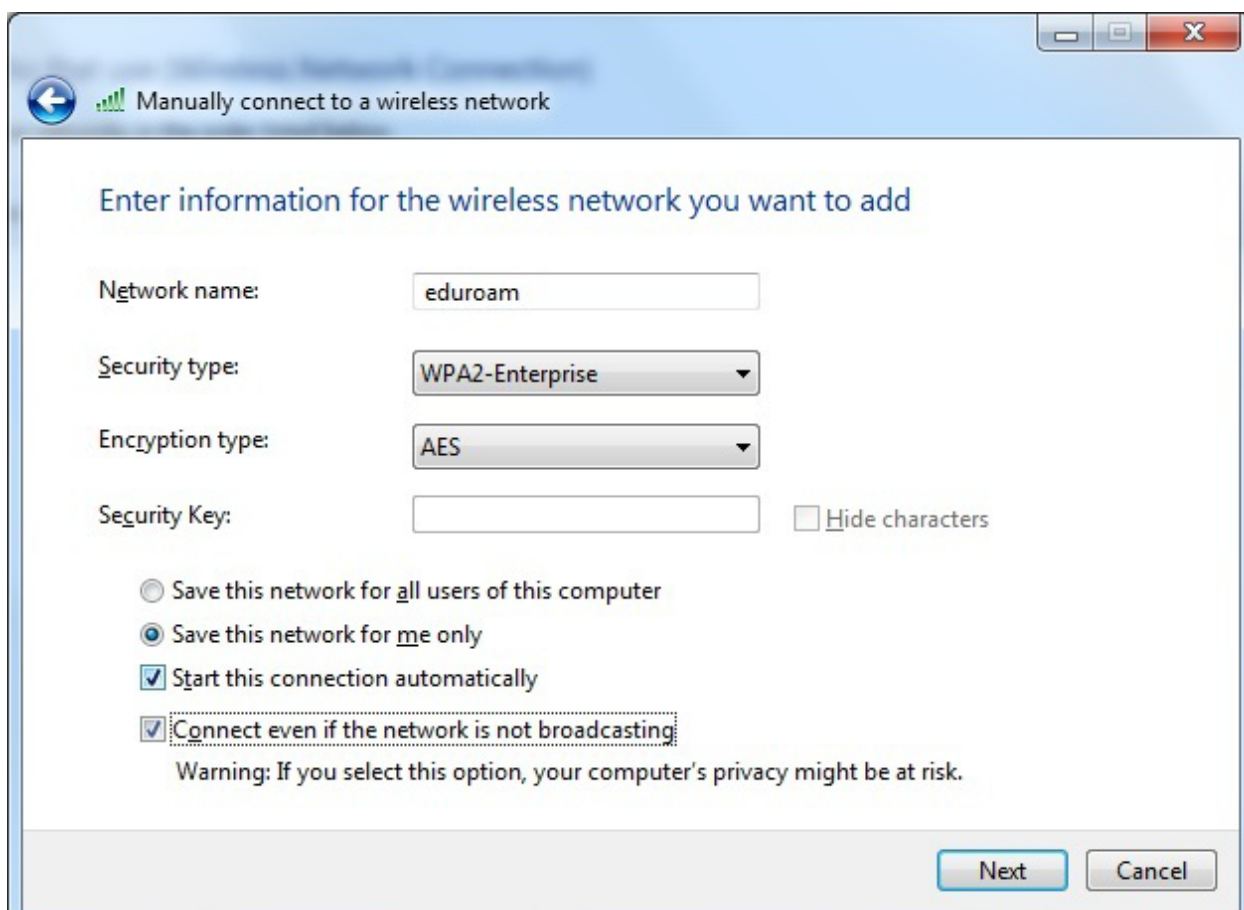 Manually connect to a wireless network
Enter information for the wireless network you want to add
Network name: eduroam
Security type: WPA2-Enterprise
Encryption type: AES
Security Key: Hide characters
Save this network for all users of this computer
Save this network for me only
Start this connection automatically
Connect even if the network is not broadcasting
Warning: If you select this option, your computer's privacy might be at risk.
Next Cancel